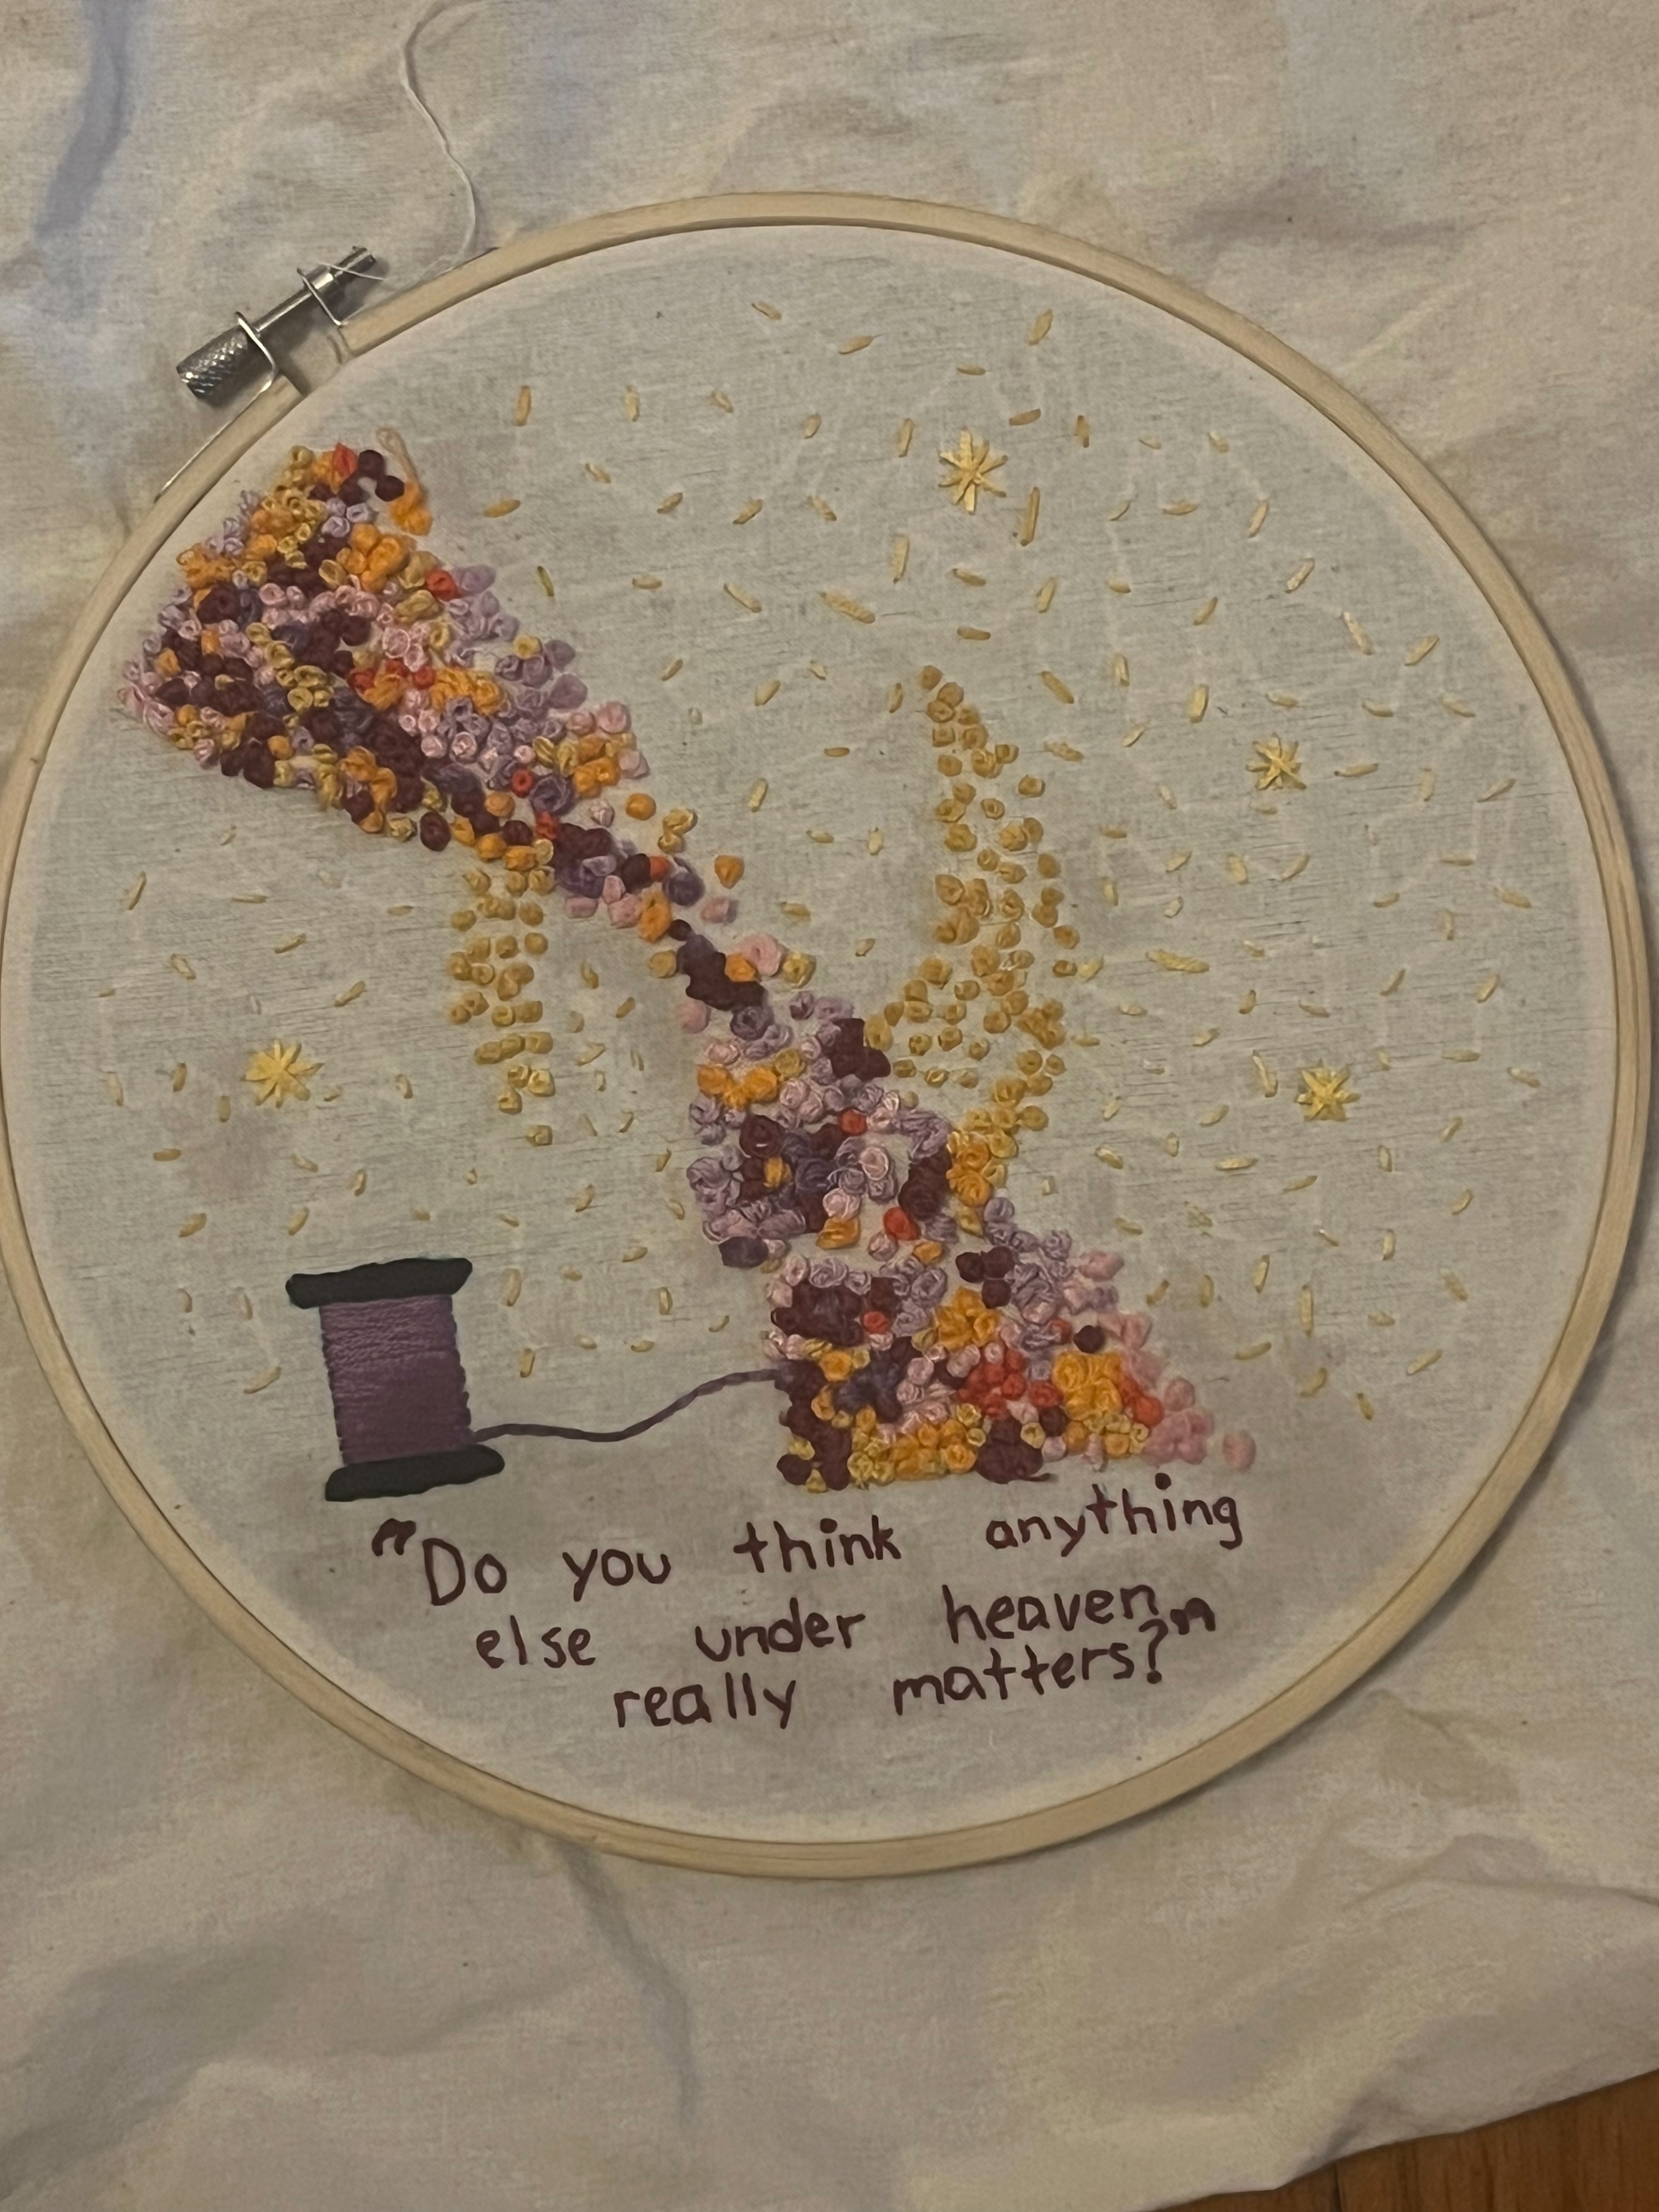 "Do you think anything
else under heaven
really matters?"